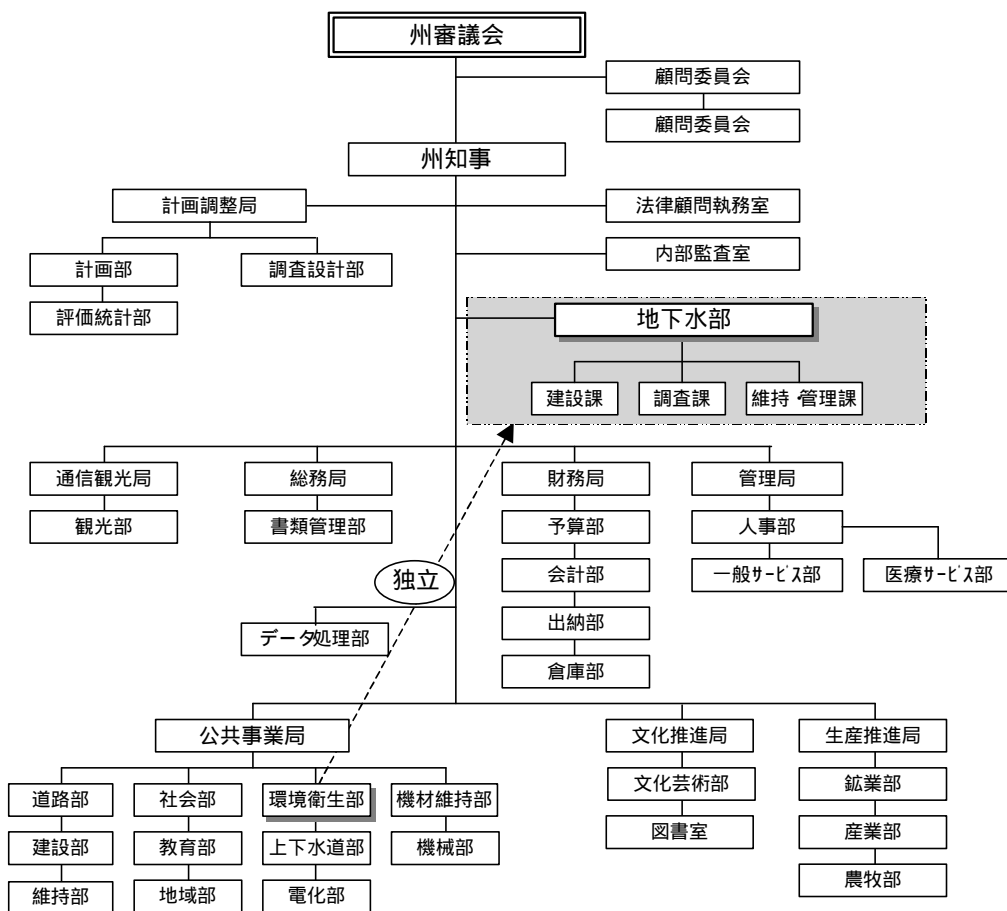 州審議会
顧問委員会
顧問委員会
州知事
計画調整局
法律顧問執務室
計画部
調査設計部
内部監査室
評価統計部
地下水部
建設課
調査課
維持・管理課
通信観光局
総務局
財務局
管理局
観光部
書類管理部
予算部
人事部
会計部
一般サービス部
医療サービス部
独立
出納部
データ処理部
倉庫部
公共事業局
文化推進局
生産推進局
道路部
社会部
環境衛生部
機材維持部
文化芸術部
鉱業部
建設部
教育部
上下水道部
機械部
図書室
産業部
維持部
地域部
電化部
農牧部